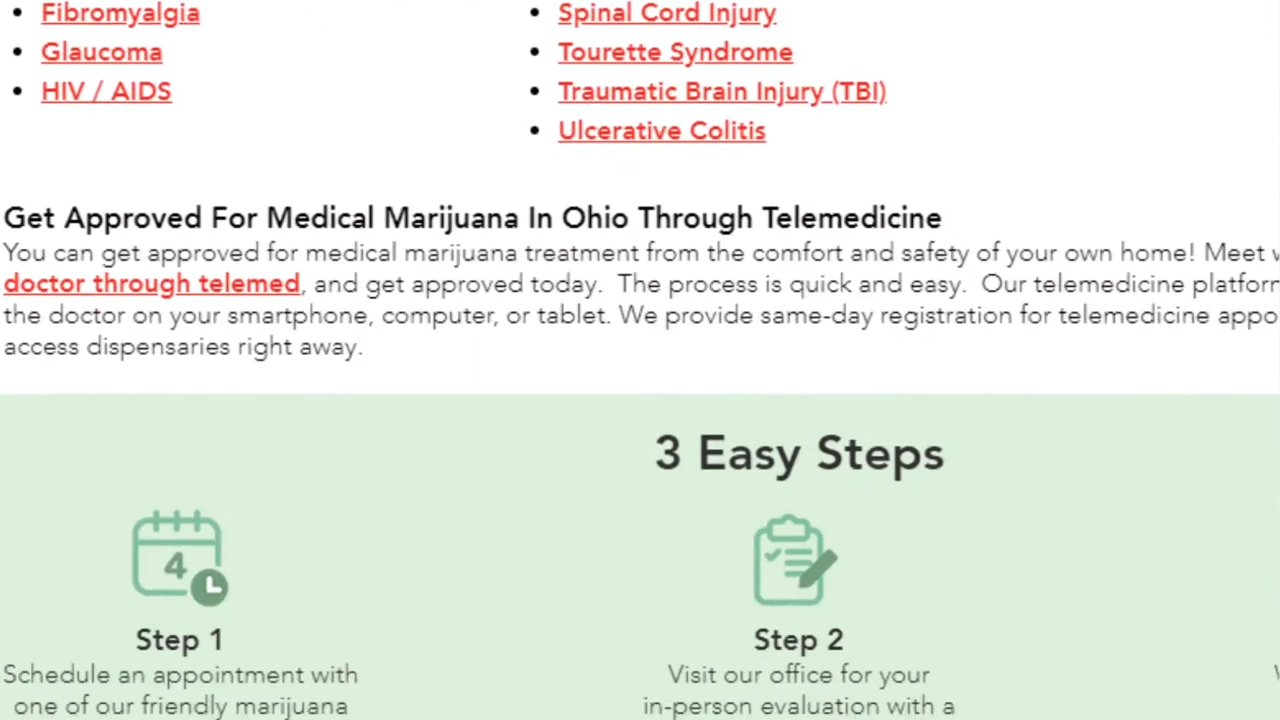 Fibromyalgia
Glaucoma
HIV / AIDS
Spinal Cord Injury
Tourette Syndrome
Traumatic Brain Injury (TBI)
Ulcerative Colitis
Get Approved For Medical Marijuana In Ohio Through Telemedicine
You can get approved for medical marijuana treatment from the comfort and safety of your own home! Meet
doctor through telemed, and get approved today. The process is quick and easy. Our telemedicine
the doctor on your smartphone, computer, or tablet. We provide same-day registration for telemedicine
access dispensaries right away.
3 Easy Steps
4
Step 1
Schedule an appointment with
one of our friendly marijuana
Step 2
Visit our office for your
in-person evaluation with a